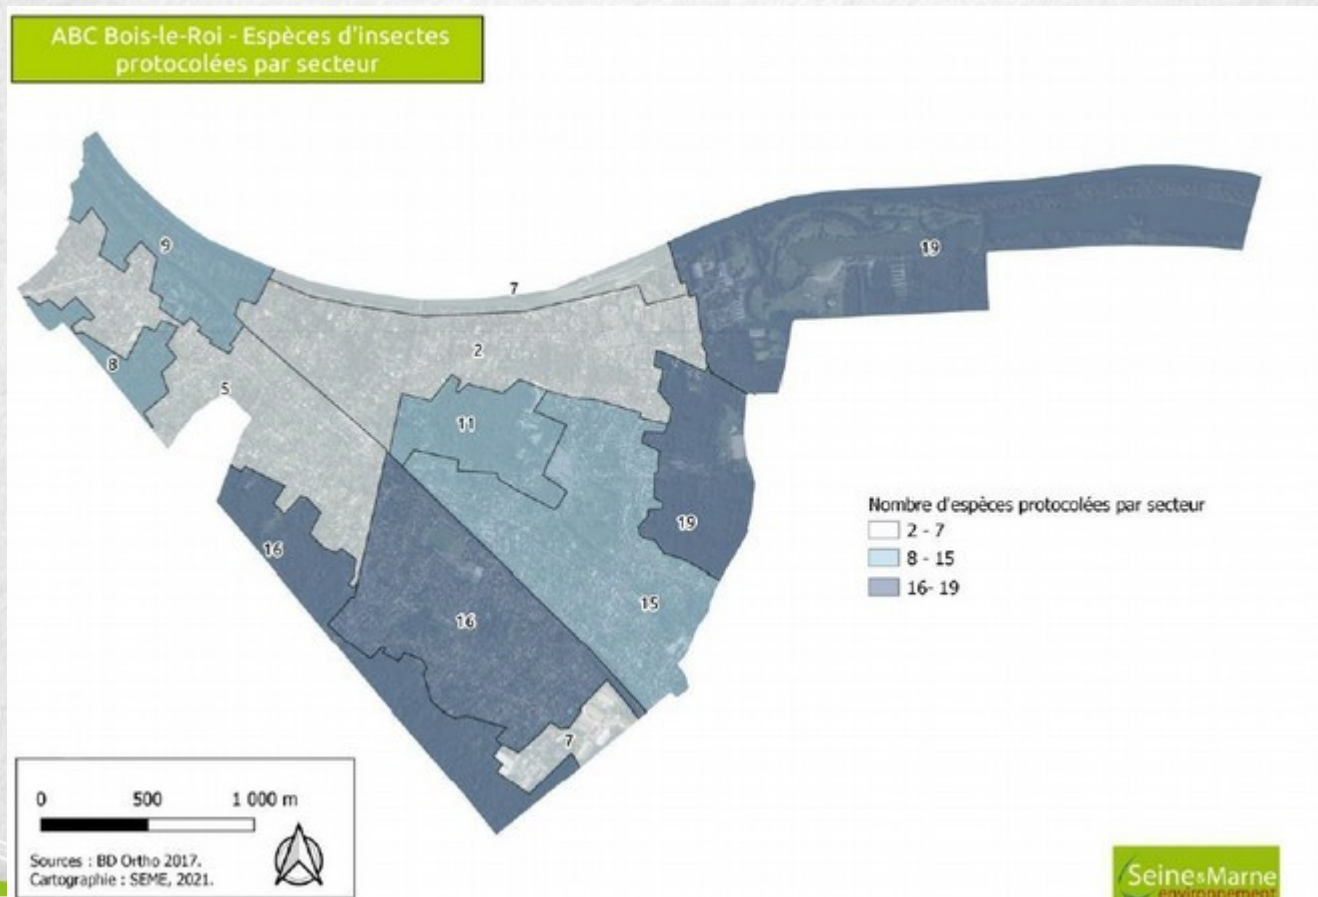 ABC Bois-le-Roi - Espèces d'insectes
protocolées par secteur
9
7
19
2
8
5
11
19
16
15
16
7
Nombre d'espèces protocolées par secteur
2 - 7
8 - 15
16- 19
0 500 1 000 m
Sources : BD Ortho 2017.
Cartographie : SEME, 2021.
Seine&Marne
environnement